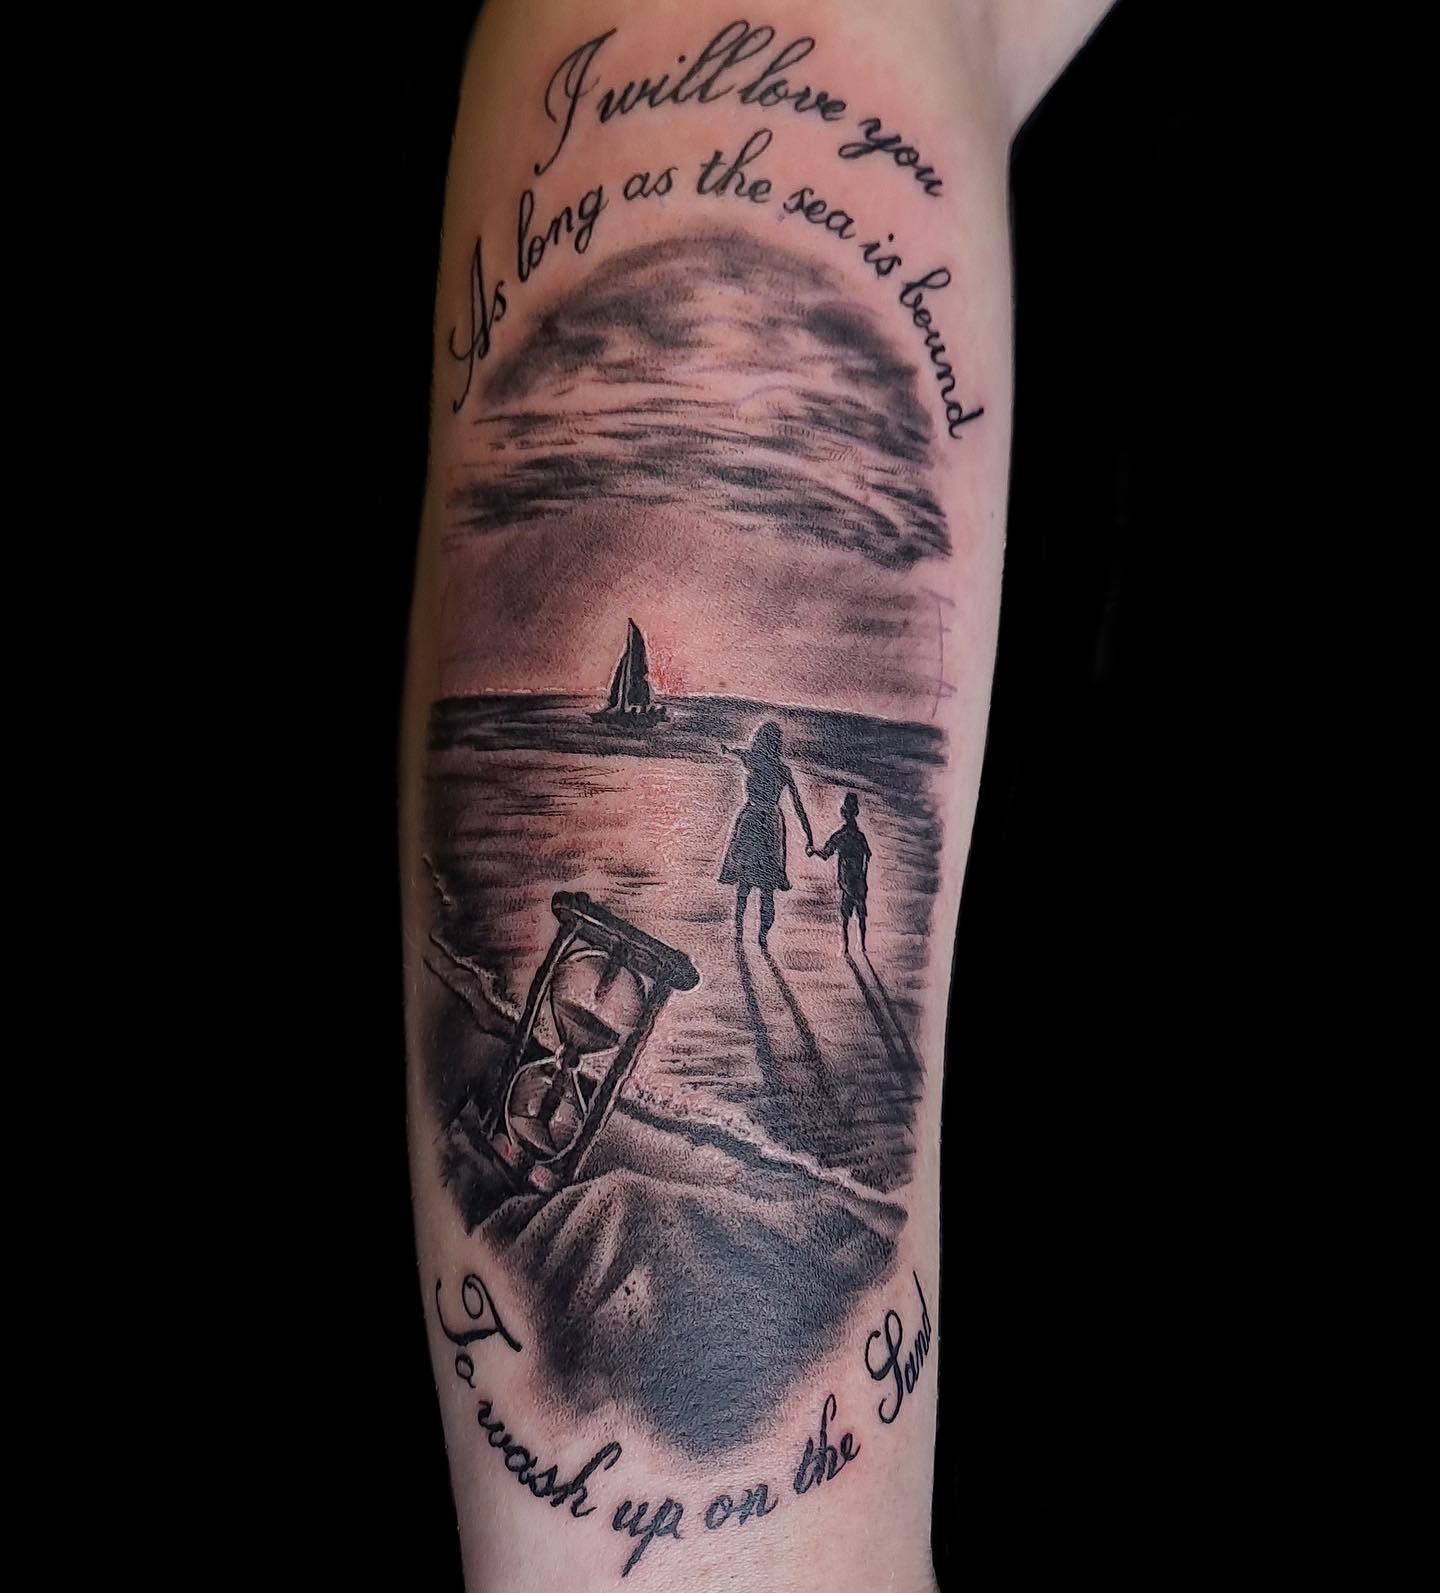 I will love you
As long as the sea is bound
To wash up on the Sand